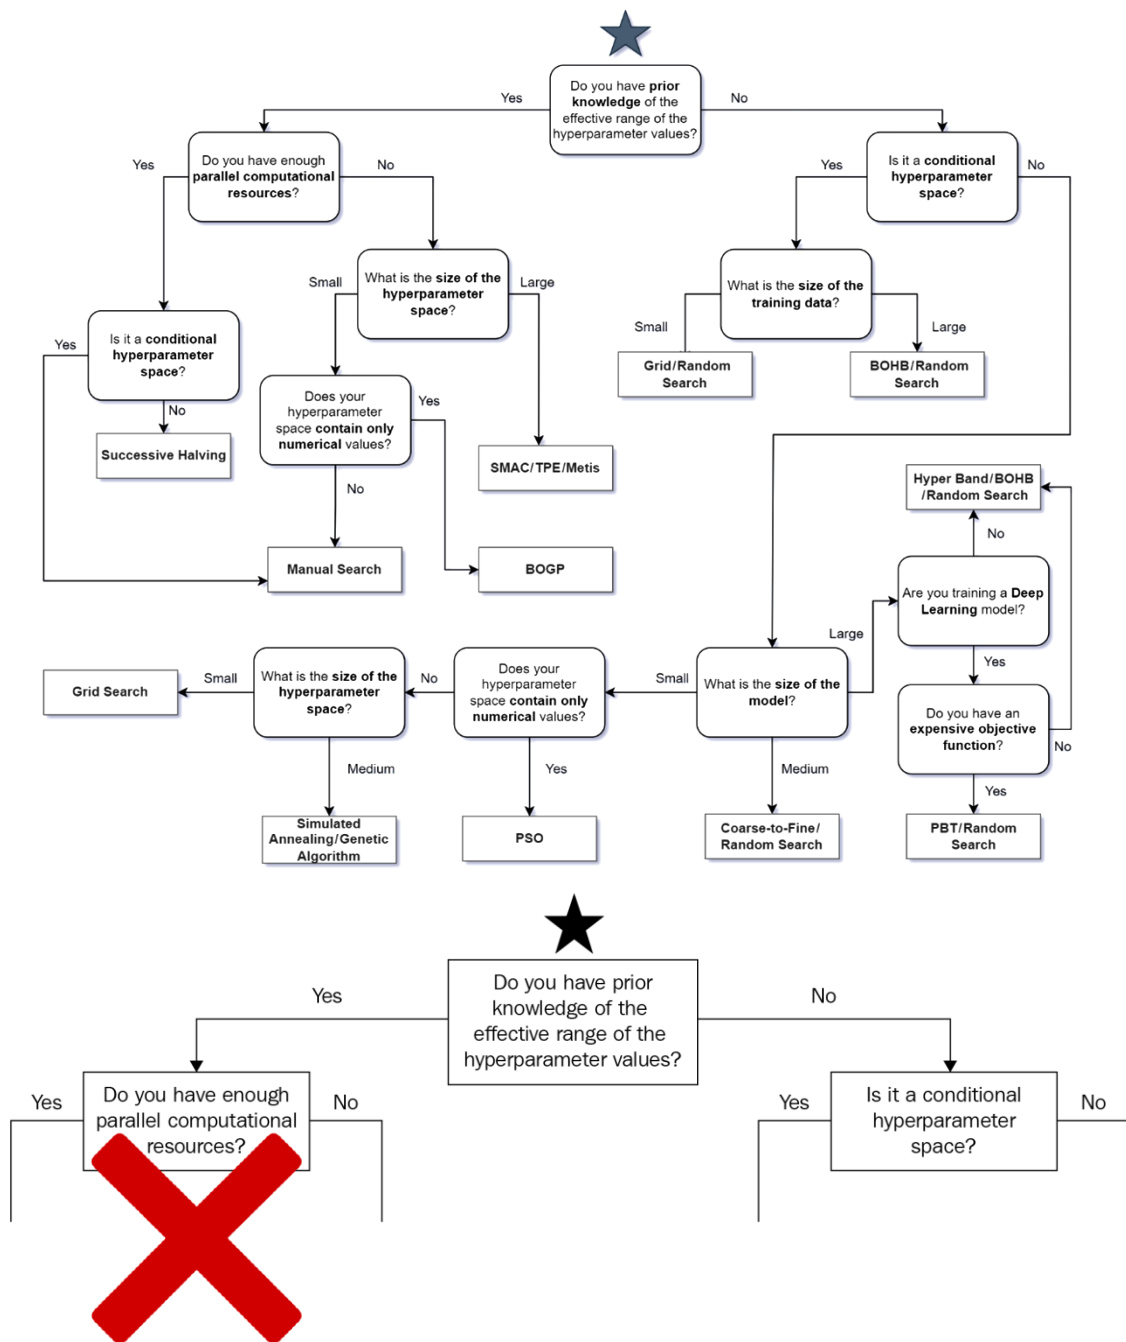 Do you have prior
knowledge of the
effective range of the
hyperparameter values?
Yes
No
Do you have enough
parallel computational
resources?
Yes
No
Is it a conditional
hyperparameter
space?
Yes
No
What is the size of the
hyperparameter
space?
Small
Large
What is the size of the
training data?
Small
Large
Is it a conditional
hyperparameter
space?
Yes
No
Grid/Random
Search
BOHB/Random
Search
Does your
hyperparameter
space contain only
numerical values?
Yes
No
Successive Halving
SMAC/TPE/Metis
Hyper Band/BOHB
/Random Search
No
Manual Search
BOGP
Are you training a Deep
Learning model?
Large
Yes
Grid Search
Small
What is the size of the
hyperparameter
space?
No
Does your
hyperparameter
space contain only
numerical values?
Small
What is the size of the
model?
Do you have an
expensive objective
function?
No
Medium
Yes
Medium
Yes
Simulated
Annealing/Genetic
Algorithm
PSO
Coarse-to-Fine/
Random Search
PBT/Random
Search
Do you have prior
knowledge of the
effective range of the
hyperparameter values?
Yes
No
Do you have enough
parallel computational
resources?
Yes
No
Is it a conditional
hyperparameter
space?
Yes
No